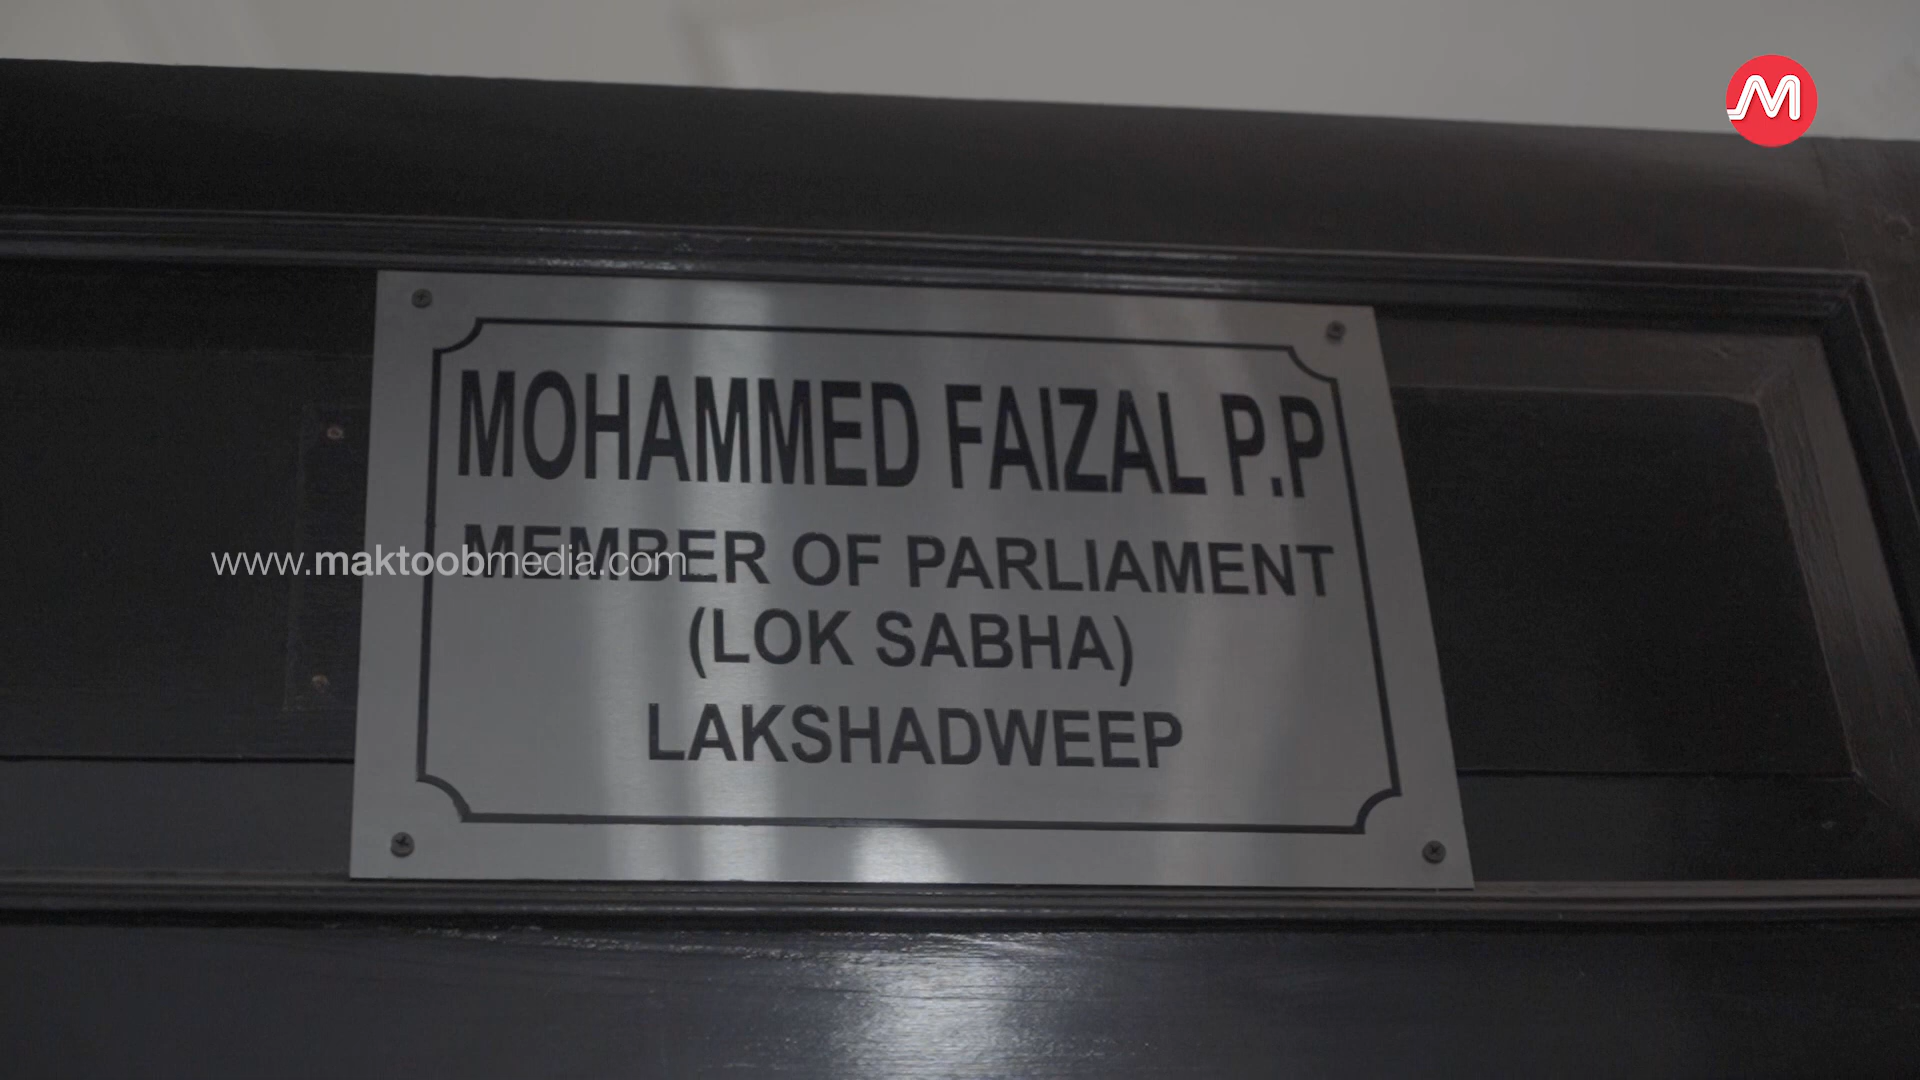 M
MOHAMMED FAIZAL P.P
MEMBER OF PARLIAMENT
www.maktoobmedia.com
(LOK SABHA)
LAKSHADWEEP